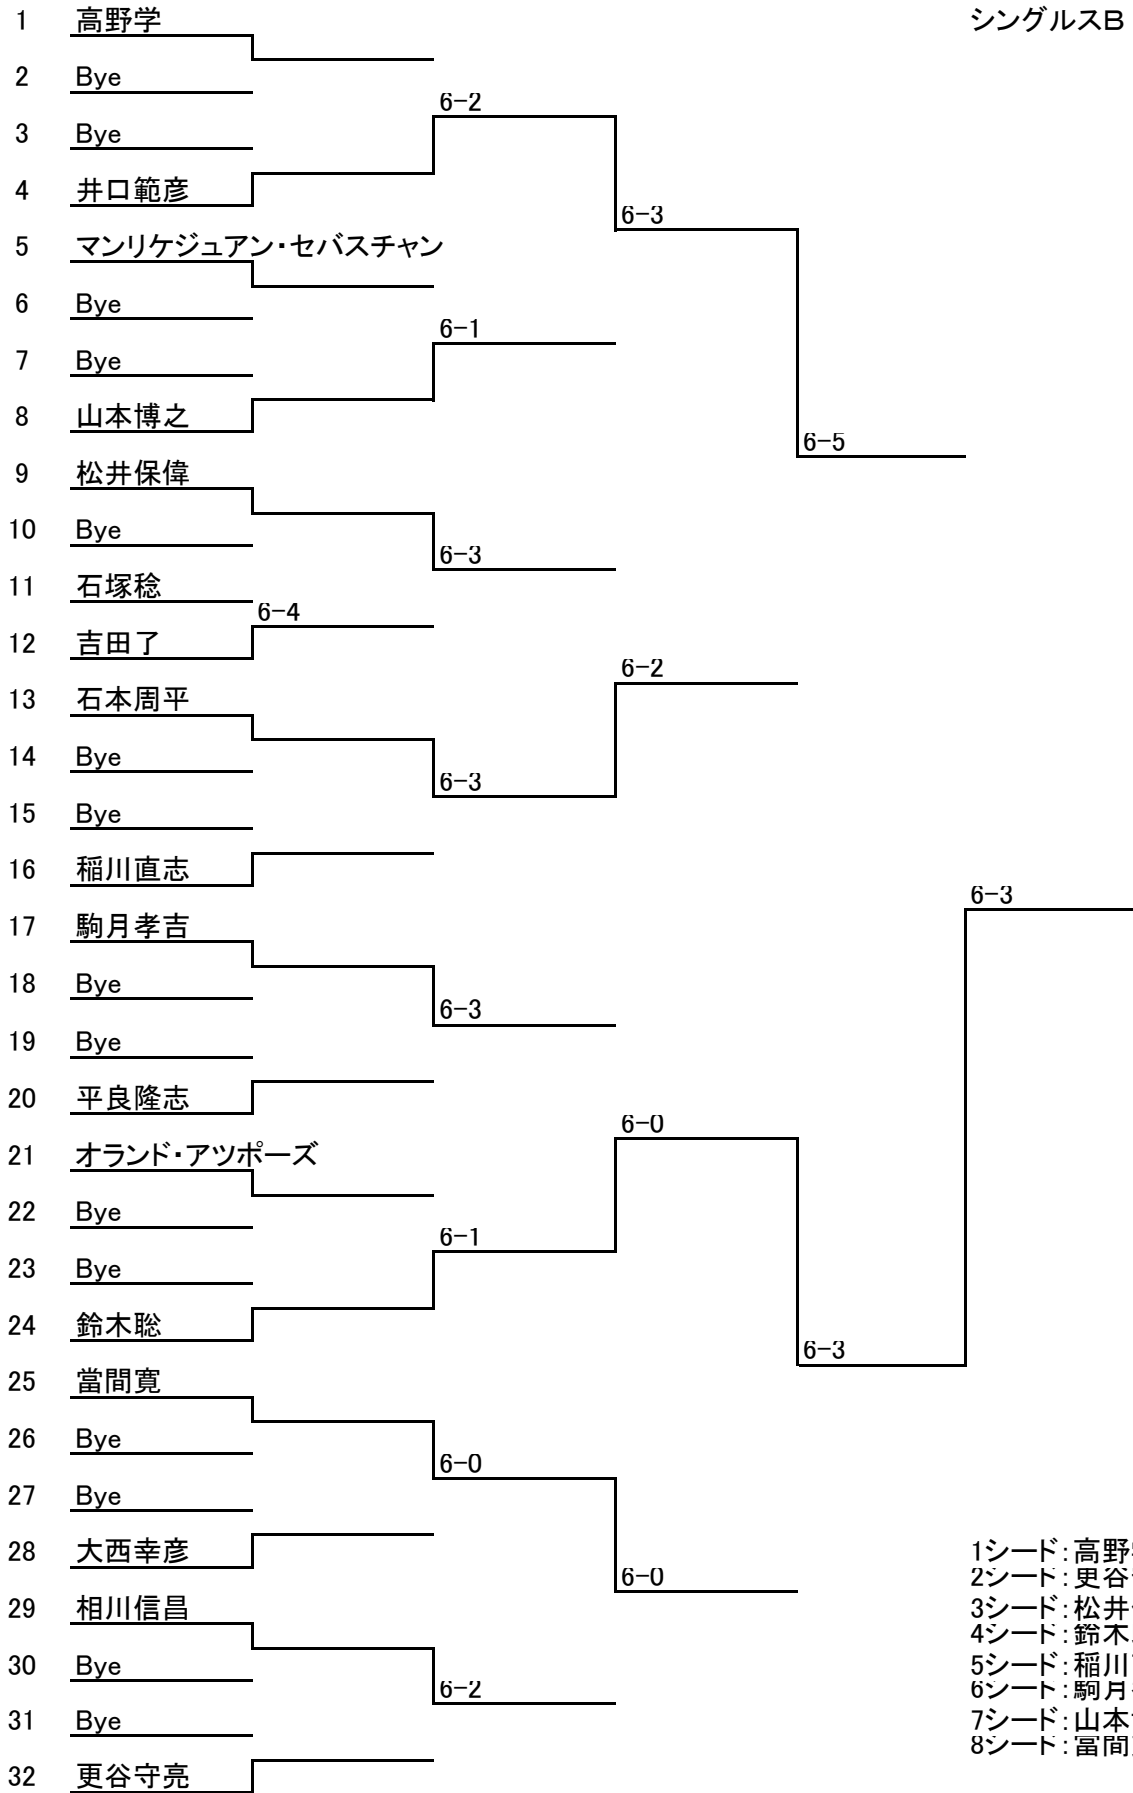 1 高野学 シングルスB
2 Bye
6-2
3 Bye
4 井口範彦
6-3
5 マンリケジュアン・セバスチャン
6 Bye
6-1
7 Bye
8 山本博之
6-5
9 松井保偉
10 Bye
6-3
11 石塚稔
6-4
12 吉田了
6-2
13 石本周平
14 Bye
6-3
15 Bye
16 稲川直志
6-3
17 駒月孝吉
18 Bye
6-3
19 Bye
20 平良隆志
6-0
21 オランド・アツポーズ
22 Bye
6-1
23 Bye
24 鈴木聡
6-3
25 當間寛
26 Bye
6-0
27 Bye
28 大西幸彦
1シード:高野
6-0
2シード:更谷
29 相川信昌
3シード:松井
4シード:鈴木
30 Bye
5シード:稲川
6-2
6シード:駒月
31 Bye
7シード:山本
8シード:當間
32 更谷守亮